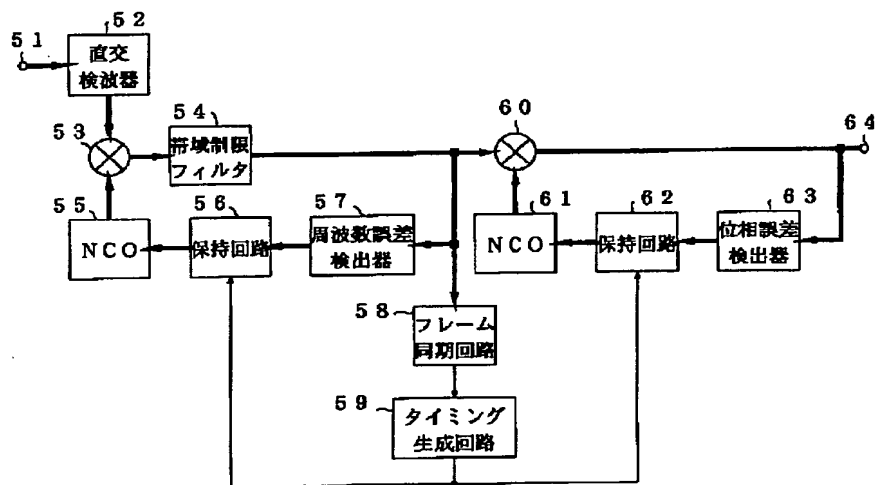 ５１
５２
直交
検波器
５３
５４
帯域制限
フィルタ
６０
６４
５５
ＮＣＯ
５６
保持回路
５７
周波数誤差
検出器
６１
ＮＣＯ
６２
保持回路
６３
位相誤差
検出器
５８
フレーム
同期回路
５９
タイミング
生成回路